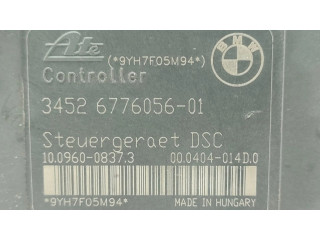 Ate (*9YH7F05M94*) BMW
Controller
3452 6776056-01
Steuergeraet DSC
10.0960-0837.3 00.0404-014D.0
*9YH7F05M94* MADE IN HUNGARY